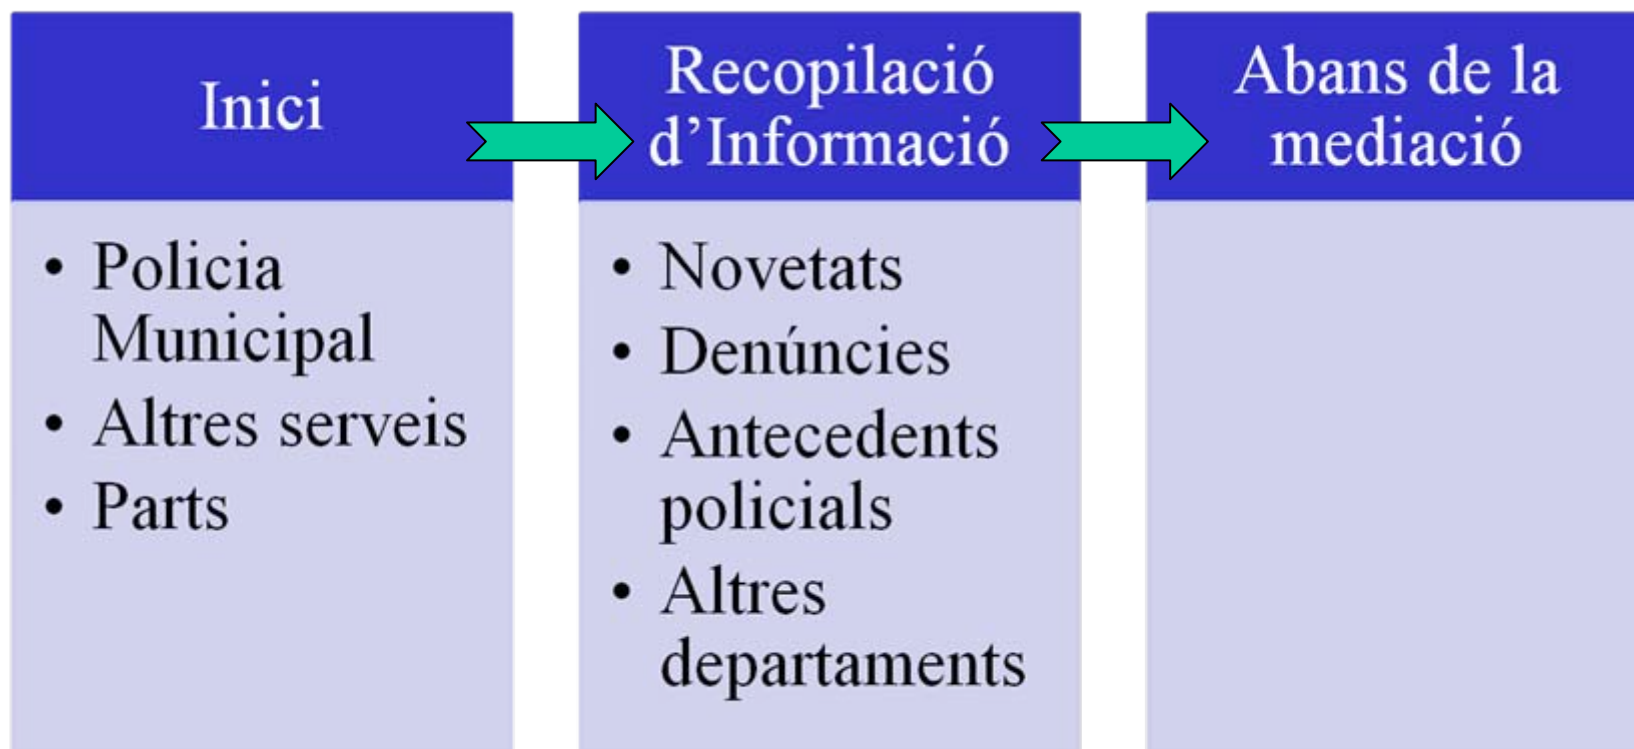 Inici
• Policia
Municipal
• Altres serveis
• Parts
Recopilació
d’Informació
• Novetats
• Denúncies
• Antecedents
policials
• Altres
departaments
Abans de la
mediació